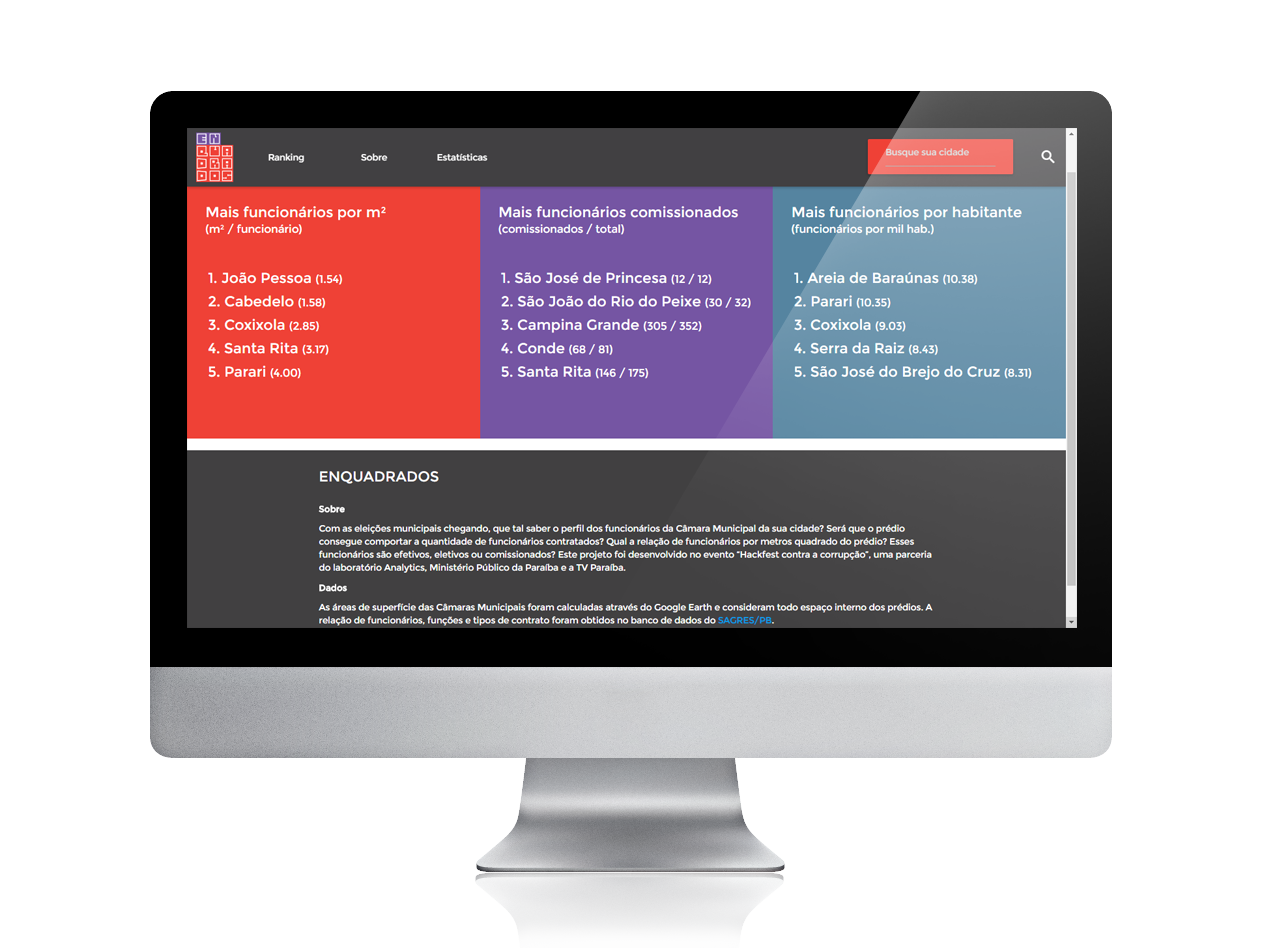 EN
QUA
DRA
DOS
Ranking
Sobre
Estatísticas
Busque sua cidade
Mais funcionários por m²
(m² / funcionário)
1. João Pessoa (1.54)
2. Cabedelo (1.58)
3. Coxixola (2.85)
4. Santa Rita (3.17)
5. Parari (4.00)
Mais funcionários comissionados
(comissionados / total)
1. São José de Princesa (12 / 12)
2. São João do Rio do Peixe (30 / 32)
3. Campina Grande (305 / 352)
4. Conde (68 / 81)
5. Santa Rita (146 / 175)
Mais funcionários por habitante
(funcionários por mil hab.)
1. Areia de Baraúnas (10.38)
2. Parari (10.35)
3. Coxixola (9.03)
4. Serra da Raiz (8.43)
5. São José do Brejo do Cruz (8.31)
ENQUADRADOS
Sobre
Com as eleições municipais chegando, que tal saber o perfil dos funcionários da Câmara Municipal da sua cidade? Será que o prédio
consegue comportar a quantidade de funcionários contratados? Qual a relação de funcionários por metros quadrado do prédio? Esses
funcionários são efetivos, eletivos ou comissionados? Este projeto foi desenvolvido no evento "Hackfest contra a corrupção", uma parceria
do laboratório Analytics, Ministério Público da Paraíba e a TV Paraíba.
Dados
As áreas de superfície das Câmaras Municipais foram calculadas através do Google Earth e consideram todo espaço interno dos prédios. A
relação de funcionários, funções e tipos de contrato foram obtidos no banco de dados do SAGRES/PB.